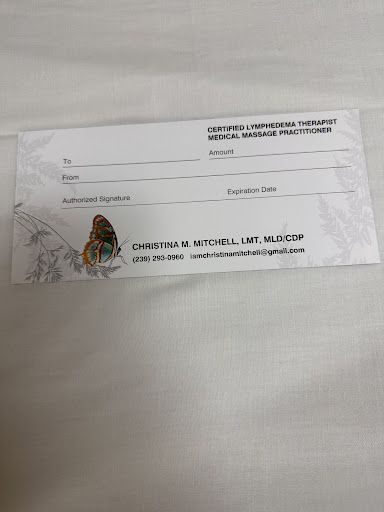 CERTIFIED LYMPHEDEMA THERAPIST
MEDICAL MASSAGE PRACTITIONER
To
Amount
From
Authorized Signature
Expiration Date
CHRISTINA M. MITCHELL, LMT, MLD/CDP
(239) 293-0960 iamchristinamitchell@gmail.com